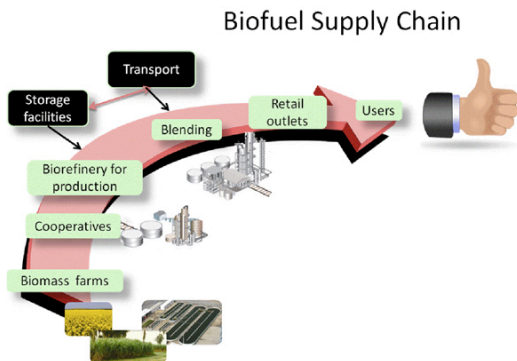 Biofuel Supply Chain
Transport
Storage
facilities
Retail
outlets
Users
Blending
Biorefinery for
production
Cooperatives
Biomass farms